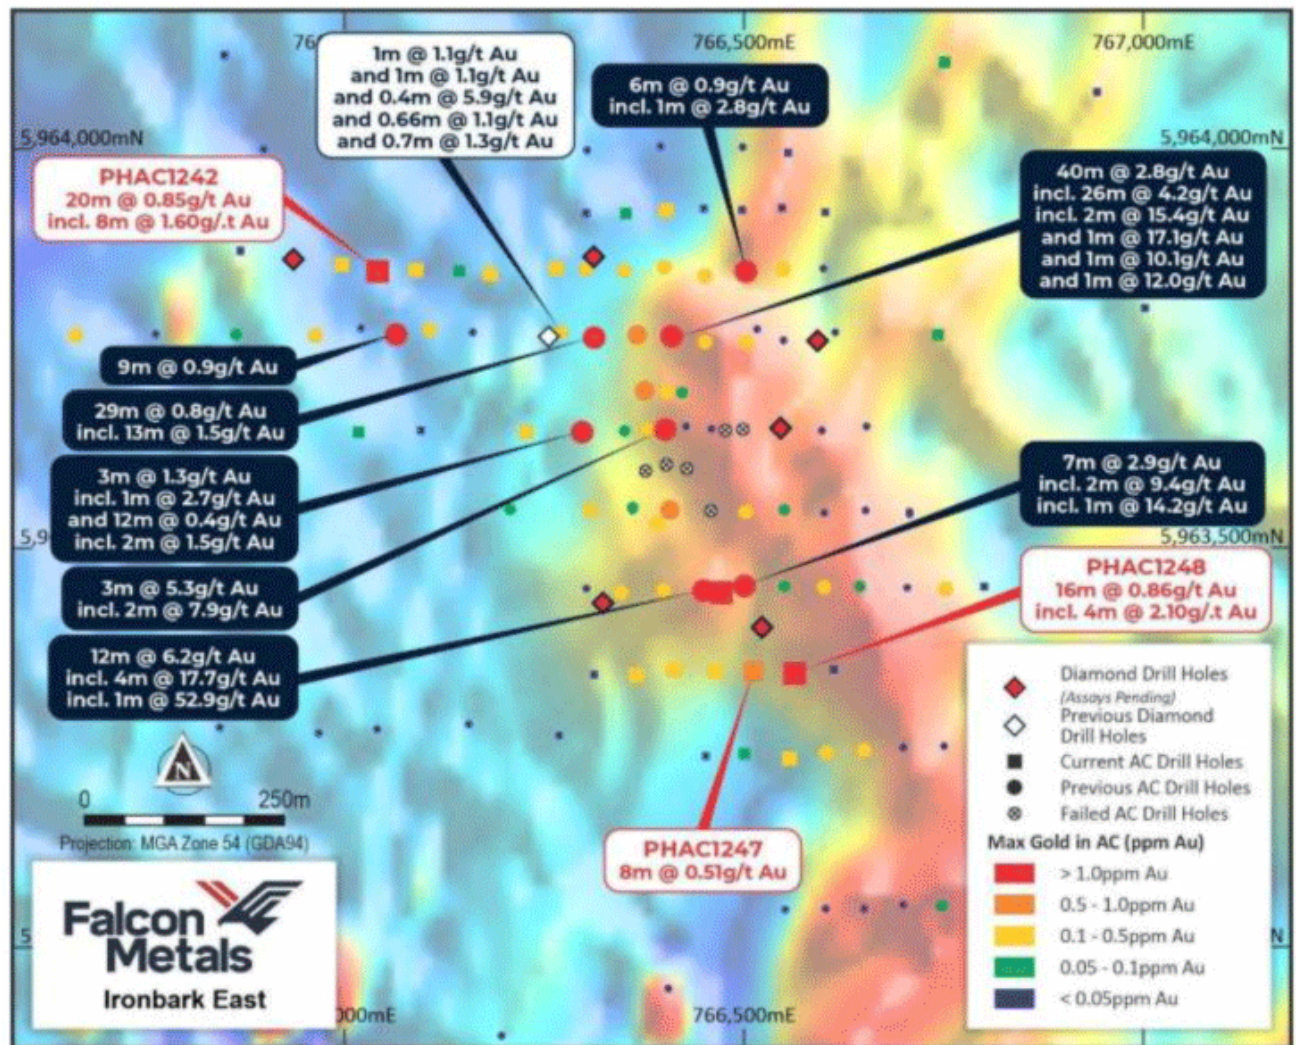 76
766,500mE
767,000mE
1m @ 1.1g/t Au
and 1m @ 1.1g/t Au
and 0.4m @ 5.9g/t Au
and 0.66m @ 1.1g/t Au
and 0.7m @ 1.3g/t Au
6m @ 0.9g/t Au
incl. 1m @ 2.8g/t Au
5,964,000mN
5,964,000mN
PHAC1242
20m @ 0.85g/t Au
incl. 8m @ 1.60g/.t Au
40m @ 2.8g/t Au
incl. 26m @ 4.2g/t Au
incl. 2m @ 15.4g/t Au
and 1m @ 17.1g/t Au
and 1m @ 10.1g/t Au
and 1m @ 12.0g/t Au
9m @ 0.9g/t Au
29m @ 0.8g/t Au
incl. 13m @ 1.5g/t Au
3m @ 1.3g/t Au
incl. 1m @ 2.7g/t Au
and 12m @ 0.4g/t Au
incl. 2m @ 1.5g/t Au
7m @ 2.9g/t Au
incl. 2m @ 9.4g/t Au
incl. 1m @ 14.2g/t Au
5,9
5,963,500mN
3m @ 5.3g/t Au
incl. 2m @ 7.9g/t Au
PHAC1248
16m @ 0.86g/t Au
incl. 4m @ 2.10g/.t Au
12m @ 6.2g/t Au
incl. 4m @ 17.7g/t Au
incl. 1m @ 52.9g/t Au
N
0 250m
Projection: MGA Zone 54 (GDA94)
PHAC1247
8m @ 0.51g/t Au
Diamond Drill Holes
(Assays Pending)
Previous Diamond
Drill Holes
Current AC Drill Holes
Previous AC Drill Holes
Failed AC Drill Holes
Max Gold in AC (ppm Au)
> 1.0ppm Au
0.5 - 1.0ppm Au
0.1 - 0.5ppm Au
0.05 - 0.1ppm Au
< 0.05ppm Au
Falcon
Metals
Ironbark East
5
N
000mE
766,500mE